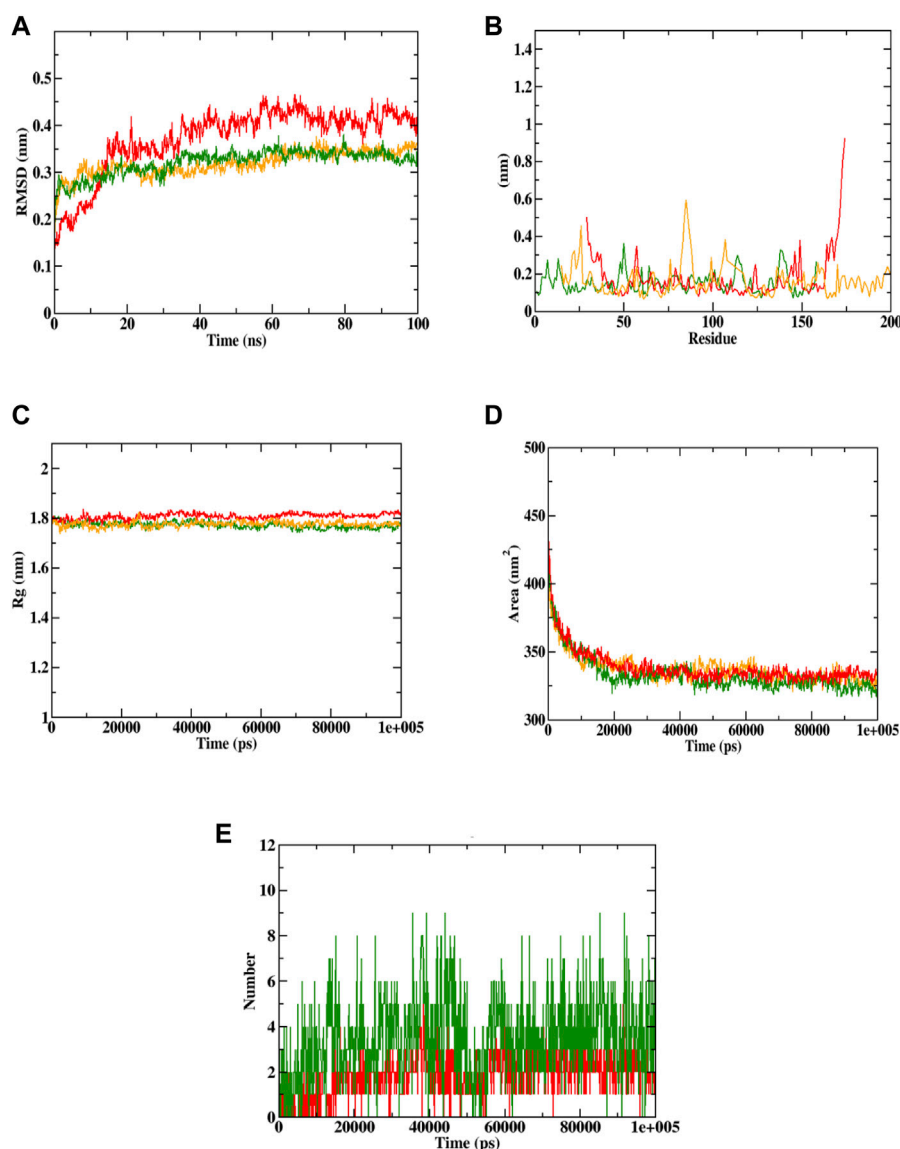 A
0.5
0.4
0.3
0.2
0.1
0
RMSD (nm)
0 20 40 60 80 100
Time (ns)
B
1.4
1.2
1
0.8
0.6
0.4
0.2
0
(nm)
0 50 100 150 200
Residue
C
2
1.8
1.6
1.4
1.2
1
Rg (nm)
0 20000 40000 60000 80000 1e+005
Time (ps)
D
500
450
400
350
300
Area (nm²)
0 20000 40000 60000 80000 1e+005
Time (ps)
E
12
10
8
6
4
2
0
Number
0 20000 40000 60000 80000 1e+005
Time (ps)